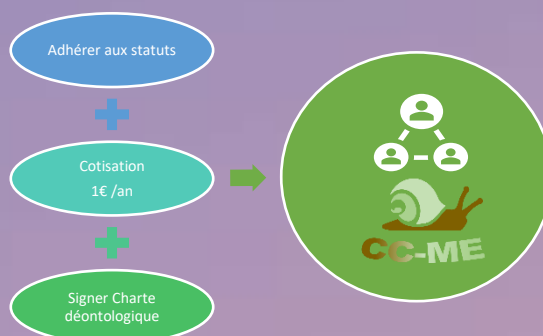 Adhérer aux statuts
Cotisation
1€ /an
Signer Charte
déontologique
CC-ME